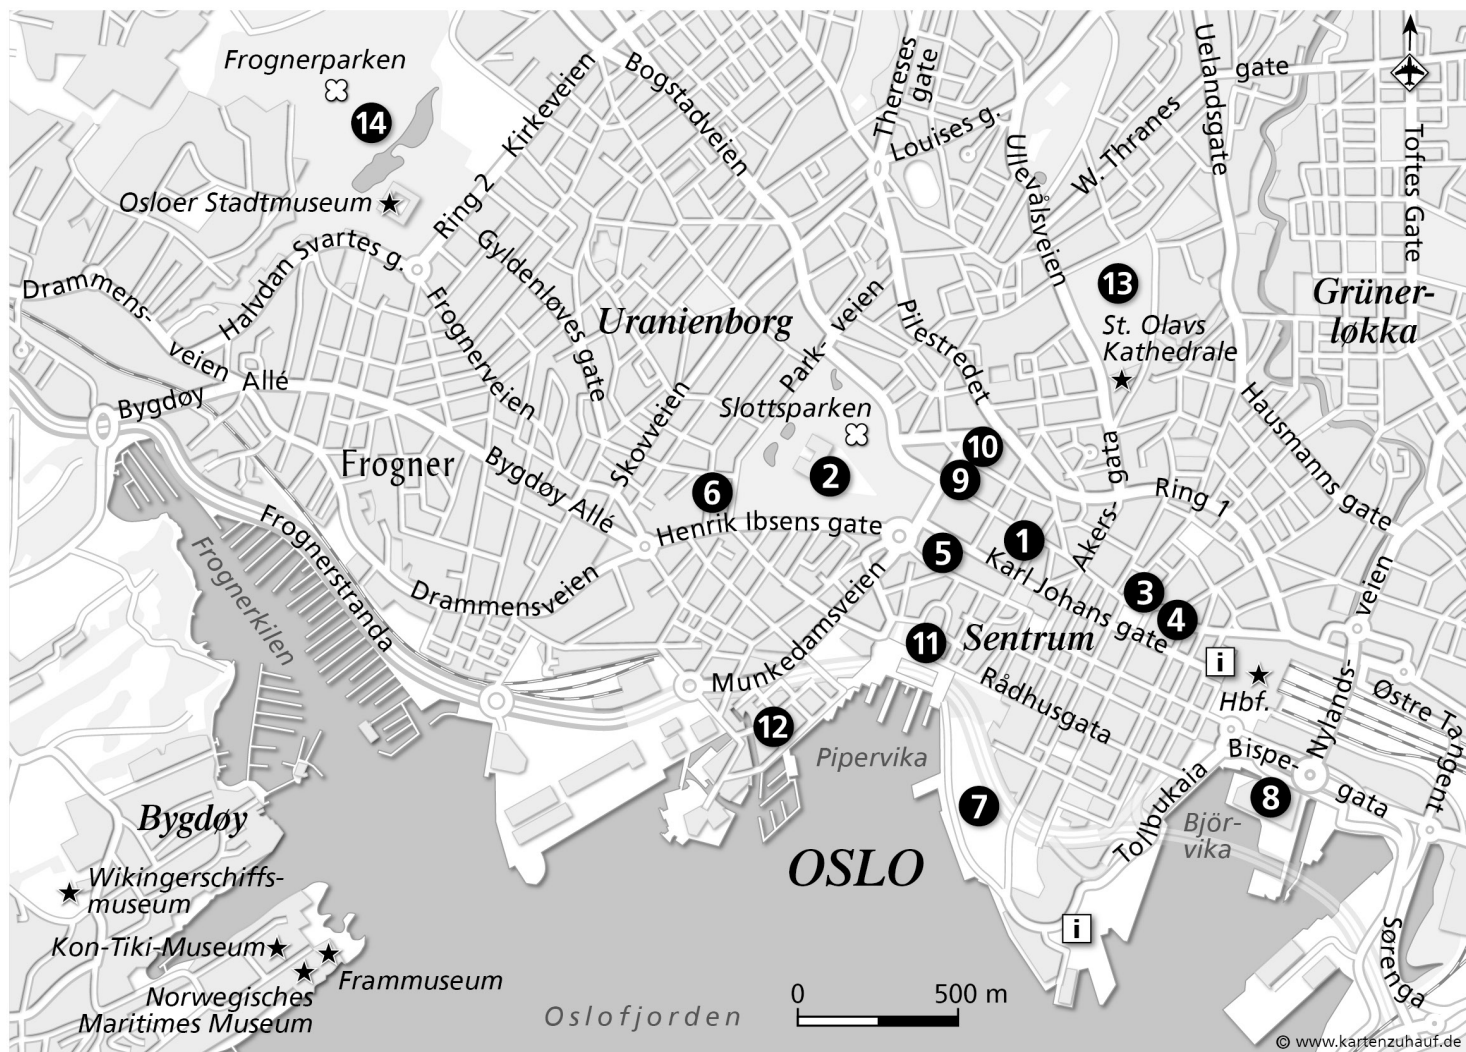 Frognerparken
14
Osloer Stadtmuseum
Kirkeveien
Ring 2
Bogstadveien
Thereses
gate
Louises g.
Uelandsgate
gate
W. Thranes
Ullevålsveien
Toftes Gate
Drammens-
veien
Halvdan Svartes g.
Gyldenløves gate
Frognerveien
Uranienborg
Park-
veien
Pilestredet
13
St. Olavs
Kathedrale
Grüner-
løkka
Bygdøy
Allé
Frogner
Bygdøy Allé
Skovveien
Slottsparken
6
2
10
9
Henrik Ibsens gate
Akers-
gata
Ring 1
Hausmanns gate
Frognerstranda
Frognerkilen
Drammensveien
Munkedamsveien
5
1
Karl Johans gate
3
4
11
Sentrum
Rådhusgata
i
Hbf.
Nylands-
veien
Østre Tangent
12
Pipervika
7
Tollbukaia
Bispe-
gata
8
Björ-
vika
Bygdøy
OSLO
Wikingerschiffs-
museum
Kon-Tiki-Museum
Frammuseum
Norwegisches
Maritimes Museum
i
Sørenga
Oslofjorden
0 500 m
© www.kartenzuhauf.de